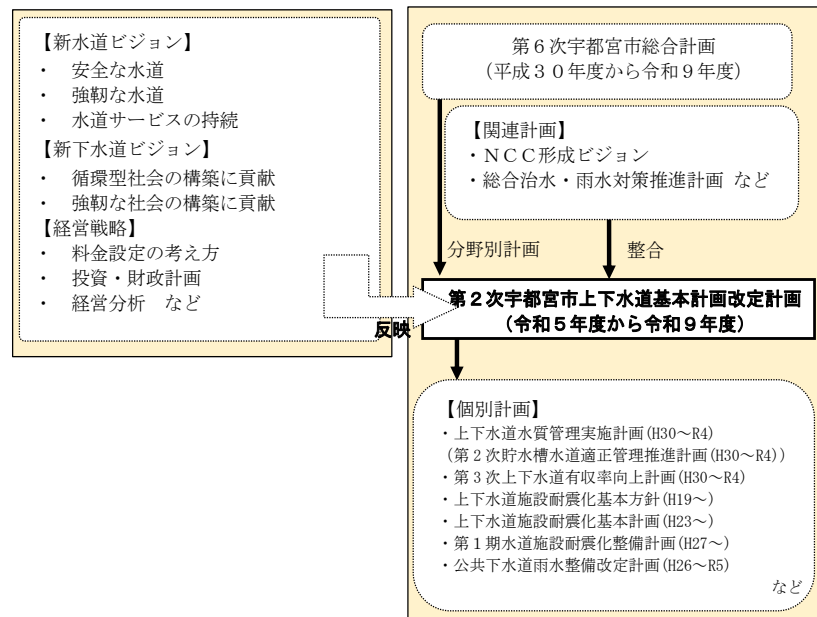 【新水道ビジョン】
・ 安全な水道
・ 強靭な水道
・ 水道サービスの持続
【新下水道ビジョン】
・ 循環型社会の構築に貢献
・ 強靭な社会の構築に貢献
【経営戦略】
・ 料金設定の考え方
・ 投資・財政計画
・ 経営分析 など
反映
第６次宇都宮市総合計画
（平成３０年度から令和９年度）
【関連計画】
・ＮＣＣ形成ビジョン
・総合治水・雨水対策推進計画 など
分野別計画
整合
第２次宇都宮市上下水道基本計画改定計画
（令和５年度から令和９年度）
【個別計画】
・上下水道水質管理実施計画(H30～R4)
（第２次貯水槽水道適正管理推進計画(H30～R4)）
・第３次上下水道有収率向上計画(H30～R4)
・上下水道施設耐震化基本方針(H19～)
・上下水道施設耐震化基本計画(H23～)
・第１期水道施設耐震化整備計画(H27～)
・公共下水道雨水整備改定計画(H26～R5)
など